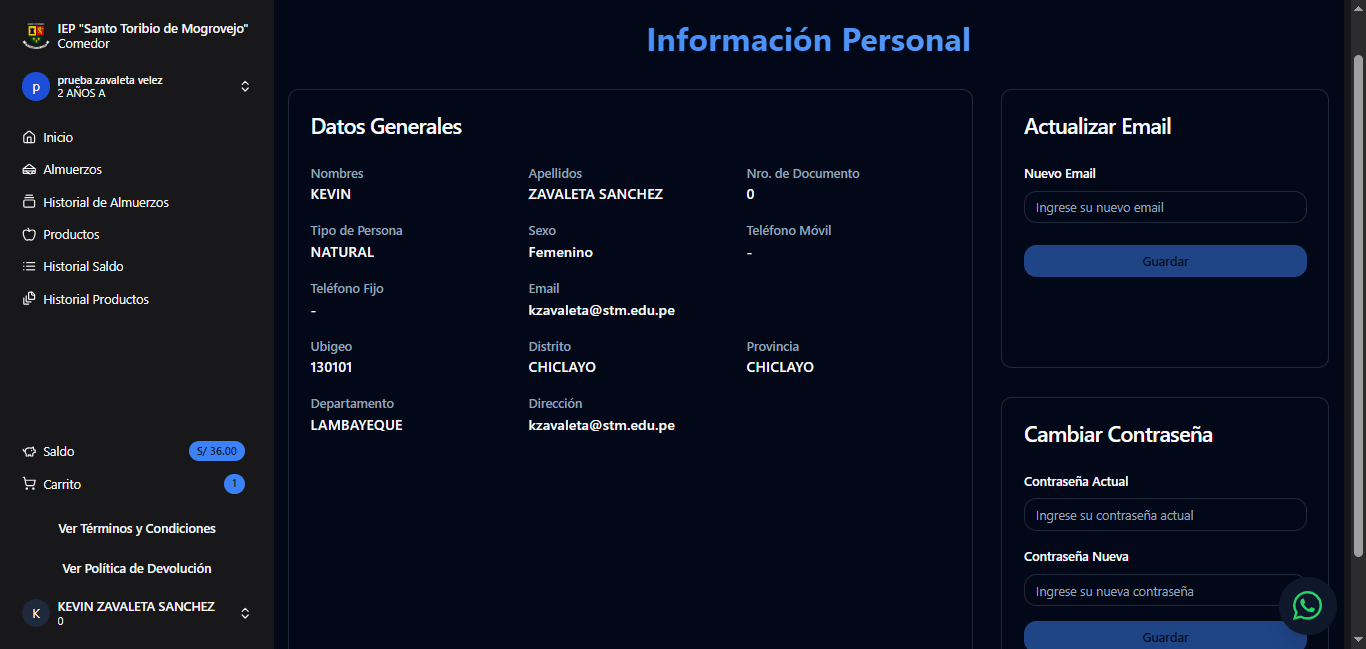 IEP "Santo Toribio de Mogrovejo"
Comedor
p
prueba zavaleta velez
2 AÑOS A
Inicio
Almuerzos
Historial de Almuerzos
Productos
Historial Saldo
Historial Productos
Saldo
S/ 36.00
Carrito
1
Ver Términos y Condiciones
Ver Política de Devolución
K
KEVIN ZAVALETA SANCHEZ
0
Información Personal
Datos Generales
Nombres
KEVIN
Apellidos
ZAVALETA SANCHEZ
Nro. de Documento
0
Tipo de Persona
NATURAL
Sexo
Femenino
Teléfono Móvil
-
Teléfono Fijo
-
Email
kzavaleta@stm.edu.pe
Ubigeo
130101
Distrito
CHICLAYO
Provincia
CHICLAYO
Departamento
LAMBAYEQUE
Dirección
kzavaleta@stm.edu.pe
Actualizar Email
Nuevo Email
Ingrese su nuevo email
Guardar
Cambiar Contraseña
Contraseña Actual
Ingrese su contraseña actual
Contraseña Nueva
Ingrese su nueva contraseña
Guardar